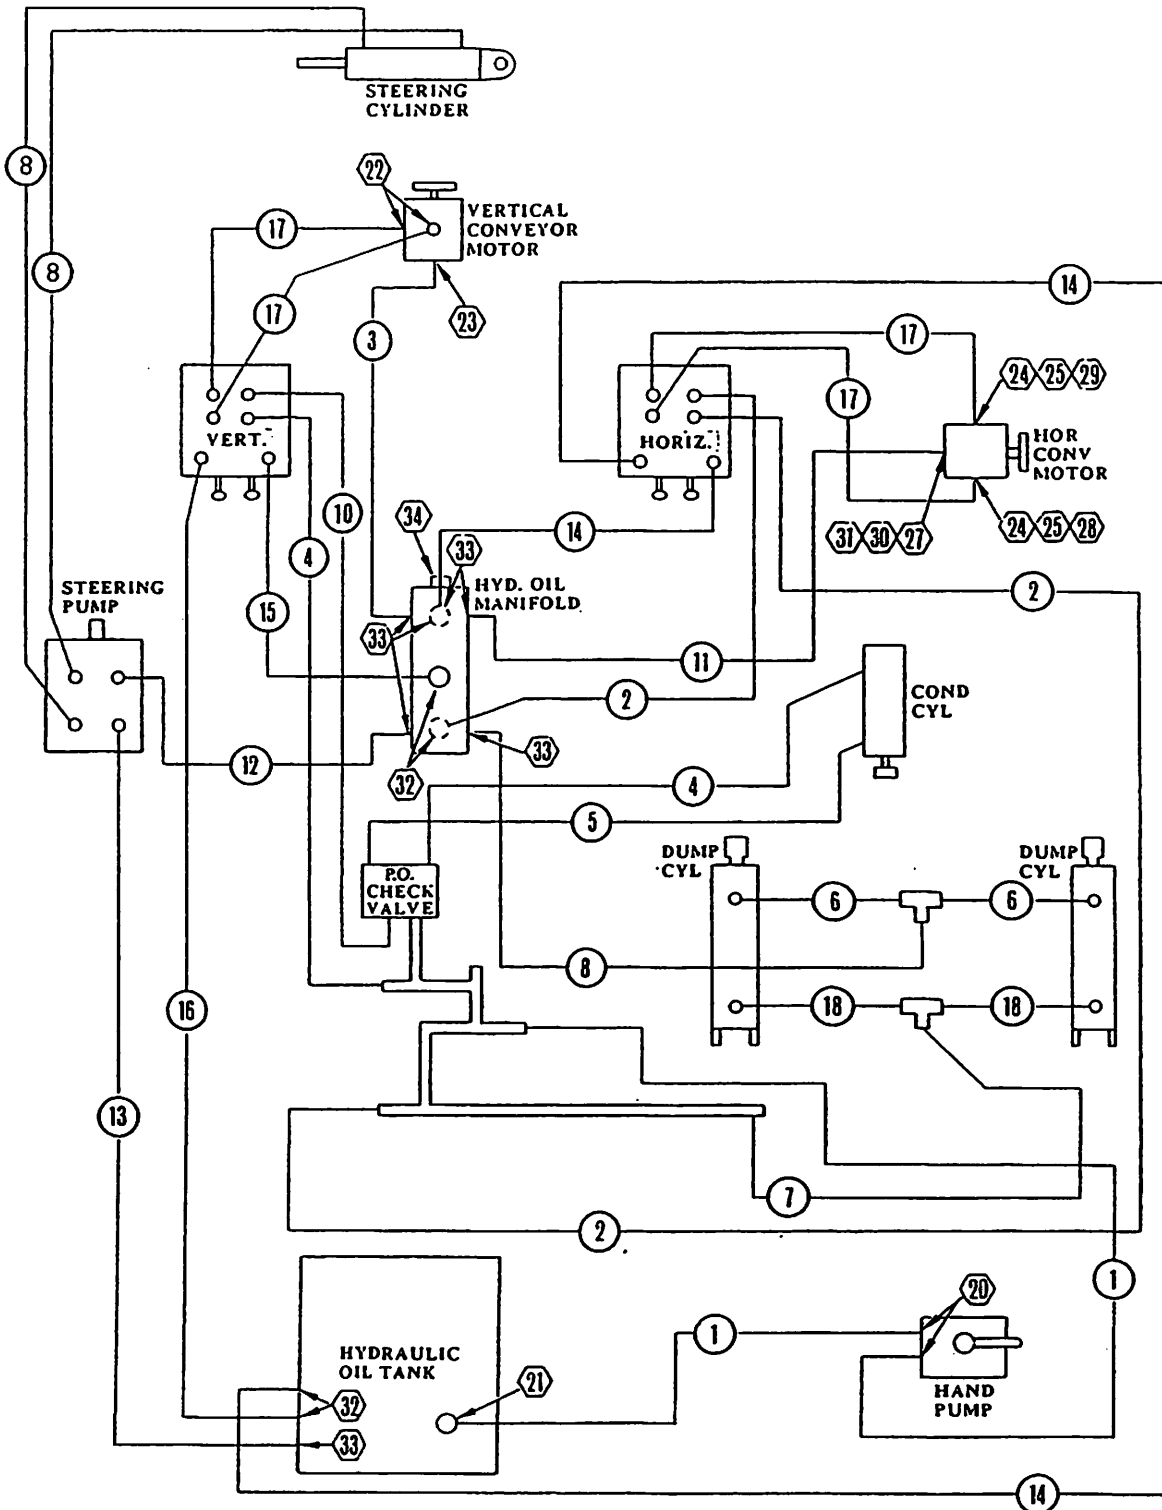 STEERING
CYLINDER
8
22
17
VERTICAL
CONVEYOR
MOTOR
8
14
17
23
3
17
24 25 29
17
VERT.
HORIZ.
HOR
CONV
MOTOR
10
34
14
33
31 30 27
24 25 28
4
STEERING
PUMP
HYD. OIL
MANIFOLD
2
15
33
11
2
COND
CYL
12
33
32
4
5
P.O.
CHECK
VALVE
DUMP
CYL
DUMP
CYL
6
6
8
16
18
18
13
7
2
1
20
1
HYDRAULIC
OIL TANK
21
32
HAND
PUMP
33
14